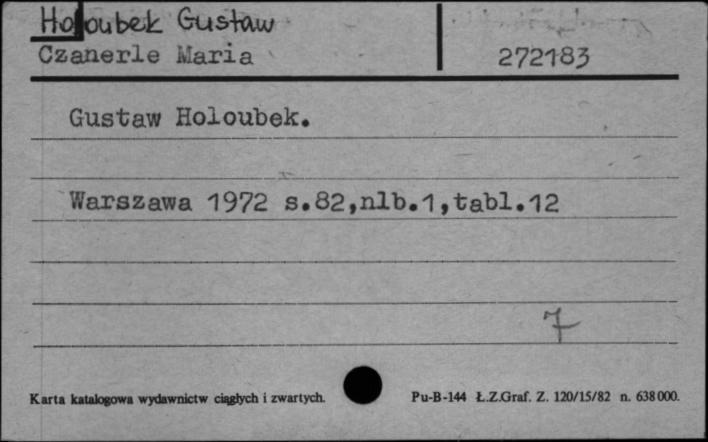 Holoubek Gustaw
Czanerle Maria 272183
Gustaw Holoubek.
Warszawa 1972 s.82,nlb.1,tabl.12
7
Karta katalogowa wydawnictw ciągłych i zwartych. Pu-B-144 Ł.Z.Graf. Z. 120/15/82 n. 638000.